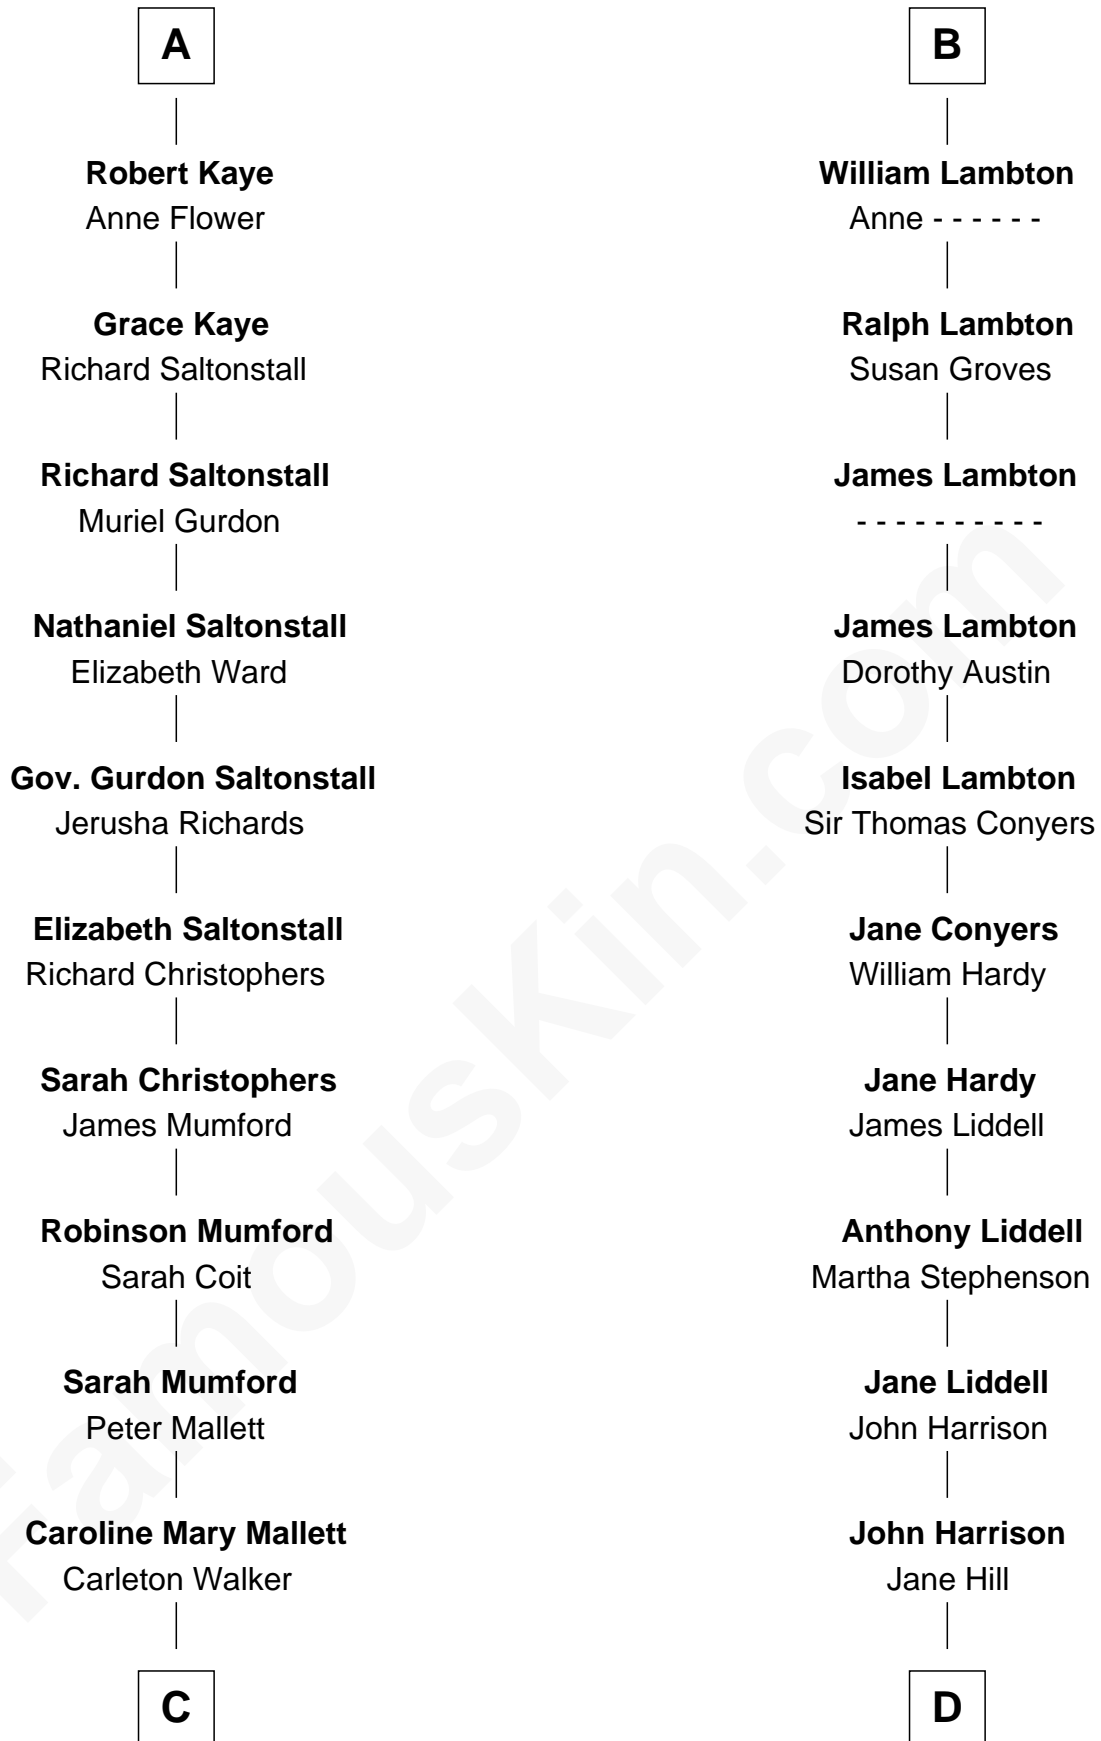 A
Robert Kaye
Anne Flower
Grace Kaye
Richard Saltonstall
Richard Saltonstall
Muriel Gurdon
Nathaniel Saltonstall
Elizabeth Ward
Gov. Gurdon Saltonstall
Jerusha Richards
Elizabeth Saltonstall
Richard Christophers
Sarah Christophers
James Mumford
Robinson Mumford
Sarah Coit
Sarah Mumford
Peter Mallett
Caroline Mary Mallett
Carleton Walker
C
B
William Lambton
Anne - - - - - -
Ralph Lambton
Susan Groves
James Lambton
- - - - - - - - - -
James Lambton
Dorothy Austin
Isabel Lambton
Sir Thomas Conyers
Jane Conyers
William Hardy
Jane Hardy
James Liddell
Anthony Liddell
Martha Stephenson
Jane Liddell
John Harrison
John Harrison
Jane Hill
D
FamousKin.com